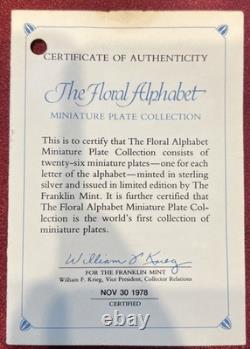 CERTIFICATE OF AUTHENTICITY
The Floral Alphabet
MINIATURE PLATE COLLECTION
This is to certify that The Floral Alphabet
Miniature Plate Collection consists of
twenty-six miniature plates—one for each
letter of the alphabet—minted in sterling
silver and issued in limited edition by The
Franklin Mint. It is further certified that
The Floral Alphabet Miniature Plate Col-
lection is the world's first collection of
miniature plates.
William F. Krieg
FOR THE FRANKLIN MINT
William F. Krieg, Vice President, Collector Relations
NOV 30 1978
CERTIFIED